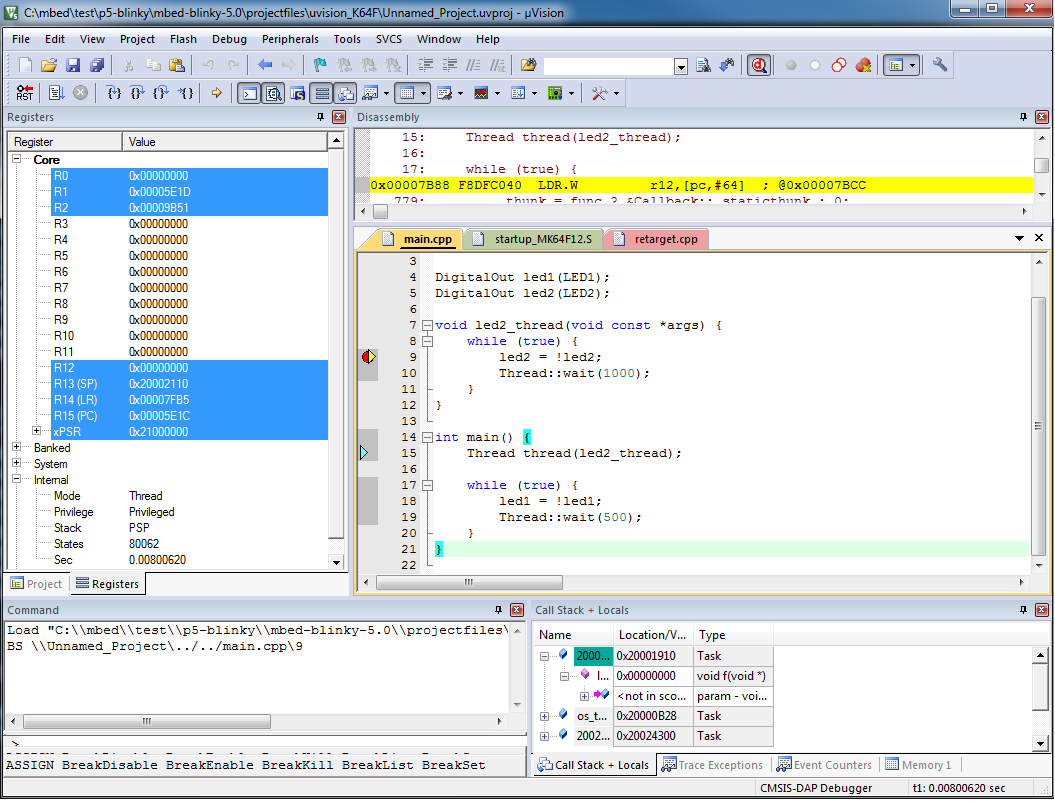 C:\mbed\test\p5-blinky\mbed-blinky-5.0\projectfiles\uvision_K64F\Unnamed_Project.uvproj - µVision
File Edit View Project Flash Debug Peripherals Tools SVCS Window Help
RST
Registers
Register Value
Core
R0 0x00000000
R1 0x00005E1D
R2 0x00009B51
R3 0x00000000
R4 0x00000000
R5 0x00000000
R6 0x00000000
R7 0x00000000
R8 0x00000000
R9 0x00000000
R10 0x00000000
R11 0x00000000
R12 0x00000000
R13 (SP) 0x20002110
R14 (LR) 0x00007FB5
R15 (PC) 0x00005E1C
xPSR 0x21000000
Banked
System
Internal
Mode Thread
Privilege Privileged
Stack PSP
States 80062
Sec 0.00800620
Project Registers
Disassembly
15: Thread thread(led2_thread);
16:
17: while (true) {
0x00007B88 F8DFC040 LDR.W r12,[pc,#64] ; @0x00007BCC
779: thunk = func ? &Callback:: staticthunk : 0;
main.cpp startup_MK64F12.S retarget.cpp
3
4 DigitalOut led1(LED1);
5 DigitalOut led2(LED2);
6
7 void led2_thread(void const *args) {
8 while (true) {
9 led2 = !led2;
10 Thread::wait(1000);
11 }
12 }
13
14 int main() {
15 Thread thread(led2_thread);
16
17 while (true) {
18 led1 = !led1;
19 Thread::wait(500);
20 }
21 }
22
Command
Load "C:\\mbed\\test\\p5-blinky\\mbed-blinky-5.0\\projectfiles\
BS \\Unnamed_Project\../../main.cpp\9
>
ASSIGN BreakDisable BreakEnable BreakKill BreakList BreakSet
Call Stack + Locals
Name Location/V... Type
2000... 0x20001910 Task
l... 0x00000000 void f(void *)
<not in sco... param - voi...
os_t... 0x20000B28 Task
2002... 0x20024300 Task
Call Stack + Locals Trace Exceptions Event Counters Memory 1
CMSIS-DAP Debugger t1: 0.00800620 sec